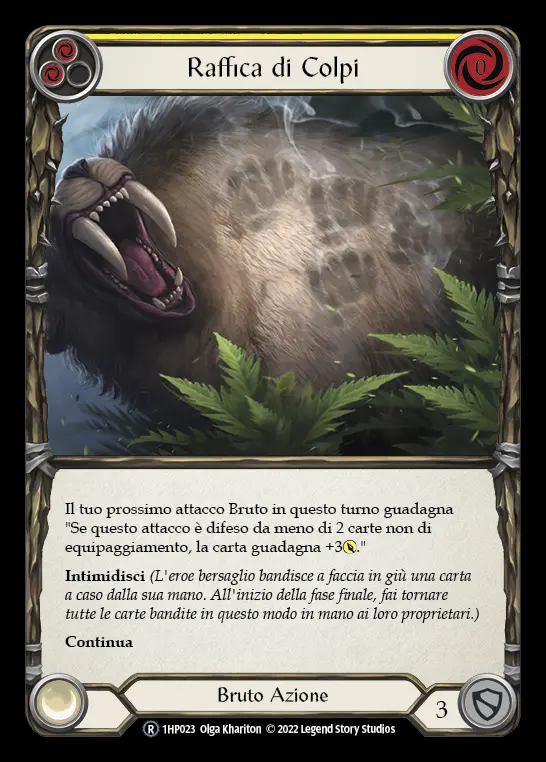 Raffica di Colpi
0
Il tuo prossimo attacco Bruto in questo turno guadagna
"Se questo attacco è difeso da meno di 2 carte non di
equipaggiamento, la carta guadagna +3."
Intimidisci (L'eroe bersaglio bandisce a faccia in giù una carta
a caso dalla sua mano. All'inizio della fase finale, fai tornare
tutte le carte bandite in questo modo in mano ai loro proprietari.)
Continua
Bruto Azione
3
R 1HP023 Olga Khariton © 2022 Legend Story Studios